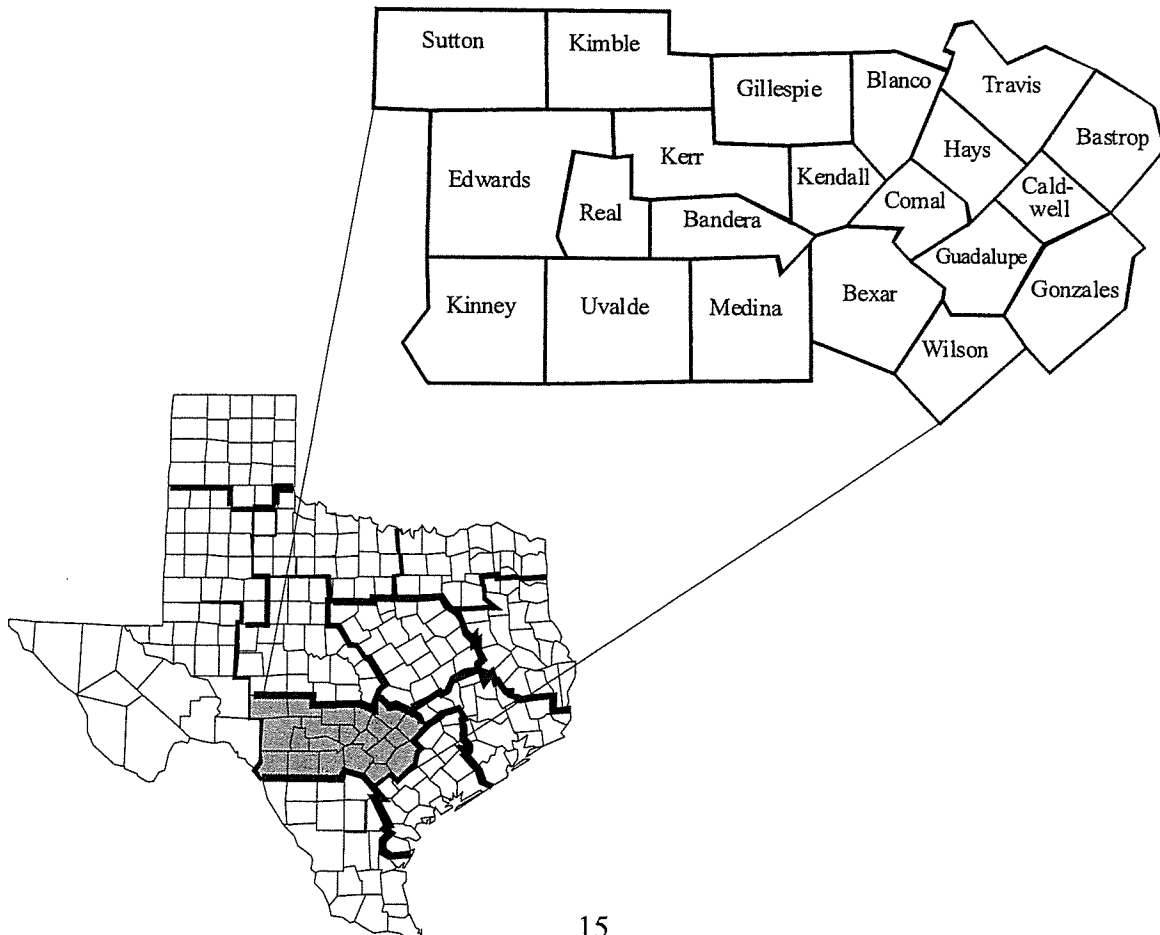 Sutton
Kimble
Gillespie
Blanco
Travis
Bastrop
Edwards
Kerr
Real
Bandera
Kendall
Hays
Comal
Cald-
well
Guadalupe
Gonzales
Kinney
Uvalde
Medina
Bexar
Wilson
15